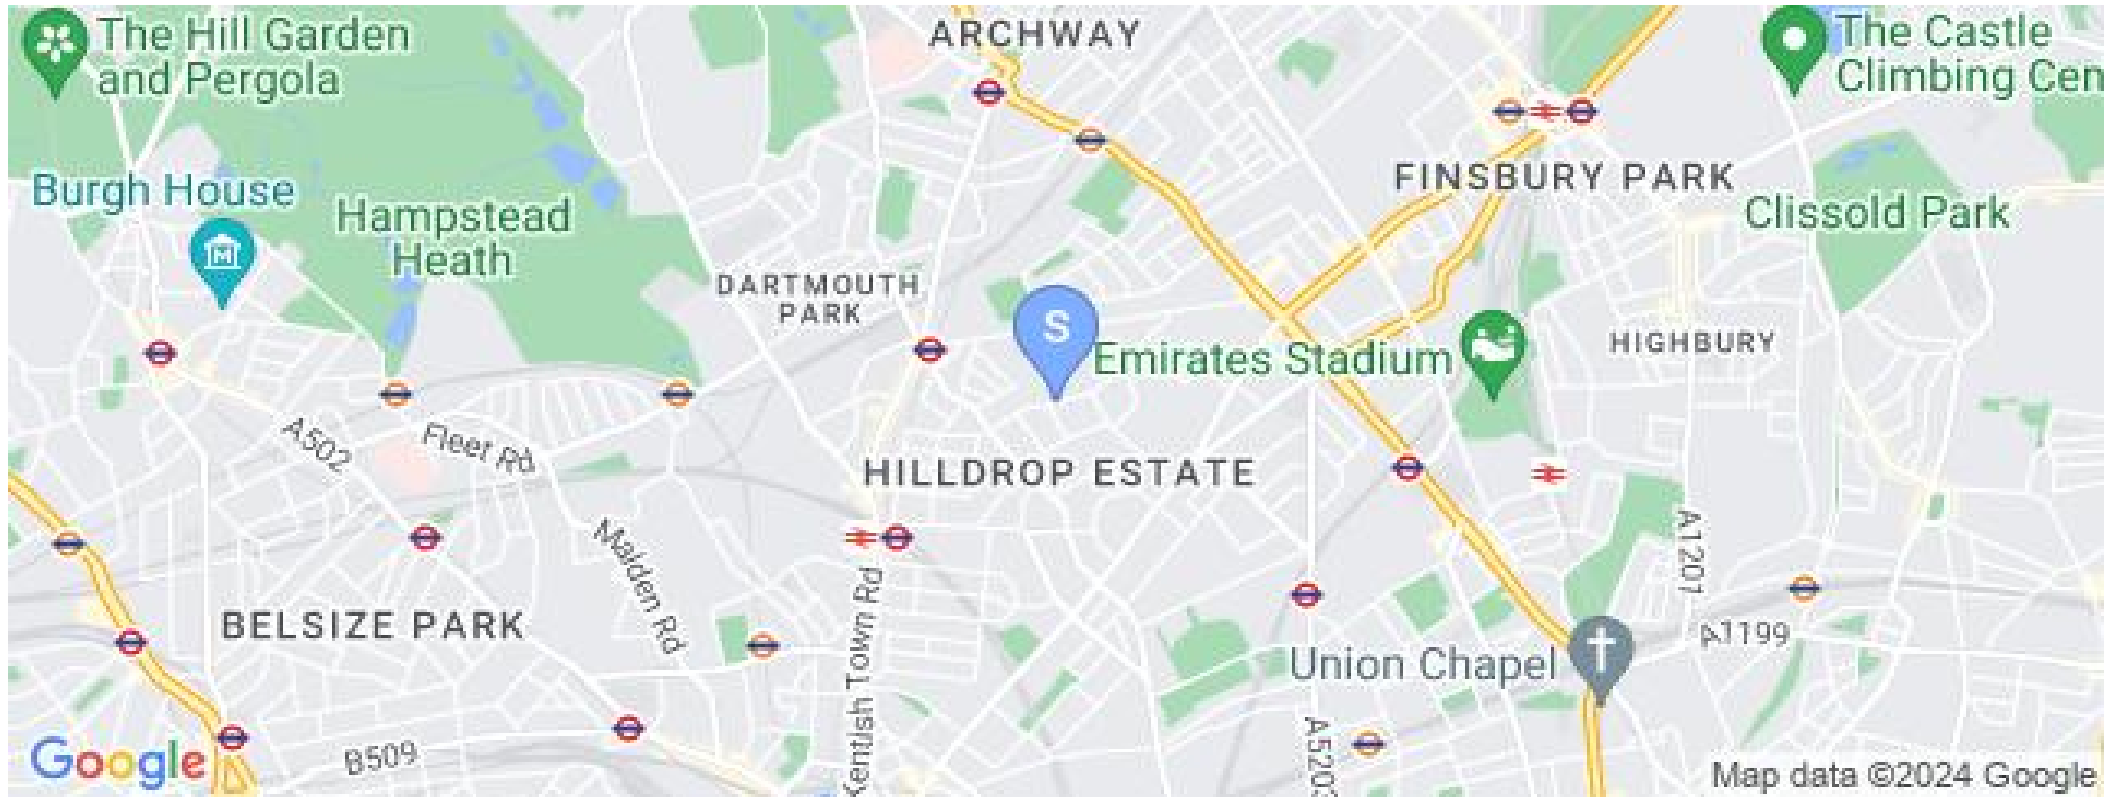 The Hill Garden
and Pergola
ARCHWAY
The Castle
Climbing Cen
FINSBURY PARK
Burgh House
Hampstead
Heath
Clissold Park
DARTMOUTH
PARK
S
Emirates Stadium
HIGHBURY
A502
Fleet Rd
HILLDROP ESTATE
Malden Rd
A1201
BELSIZE PARK
A1199
Kentish Town Rd
Union Chapel
A5203
B509
Google
Map data ©2024 Google